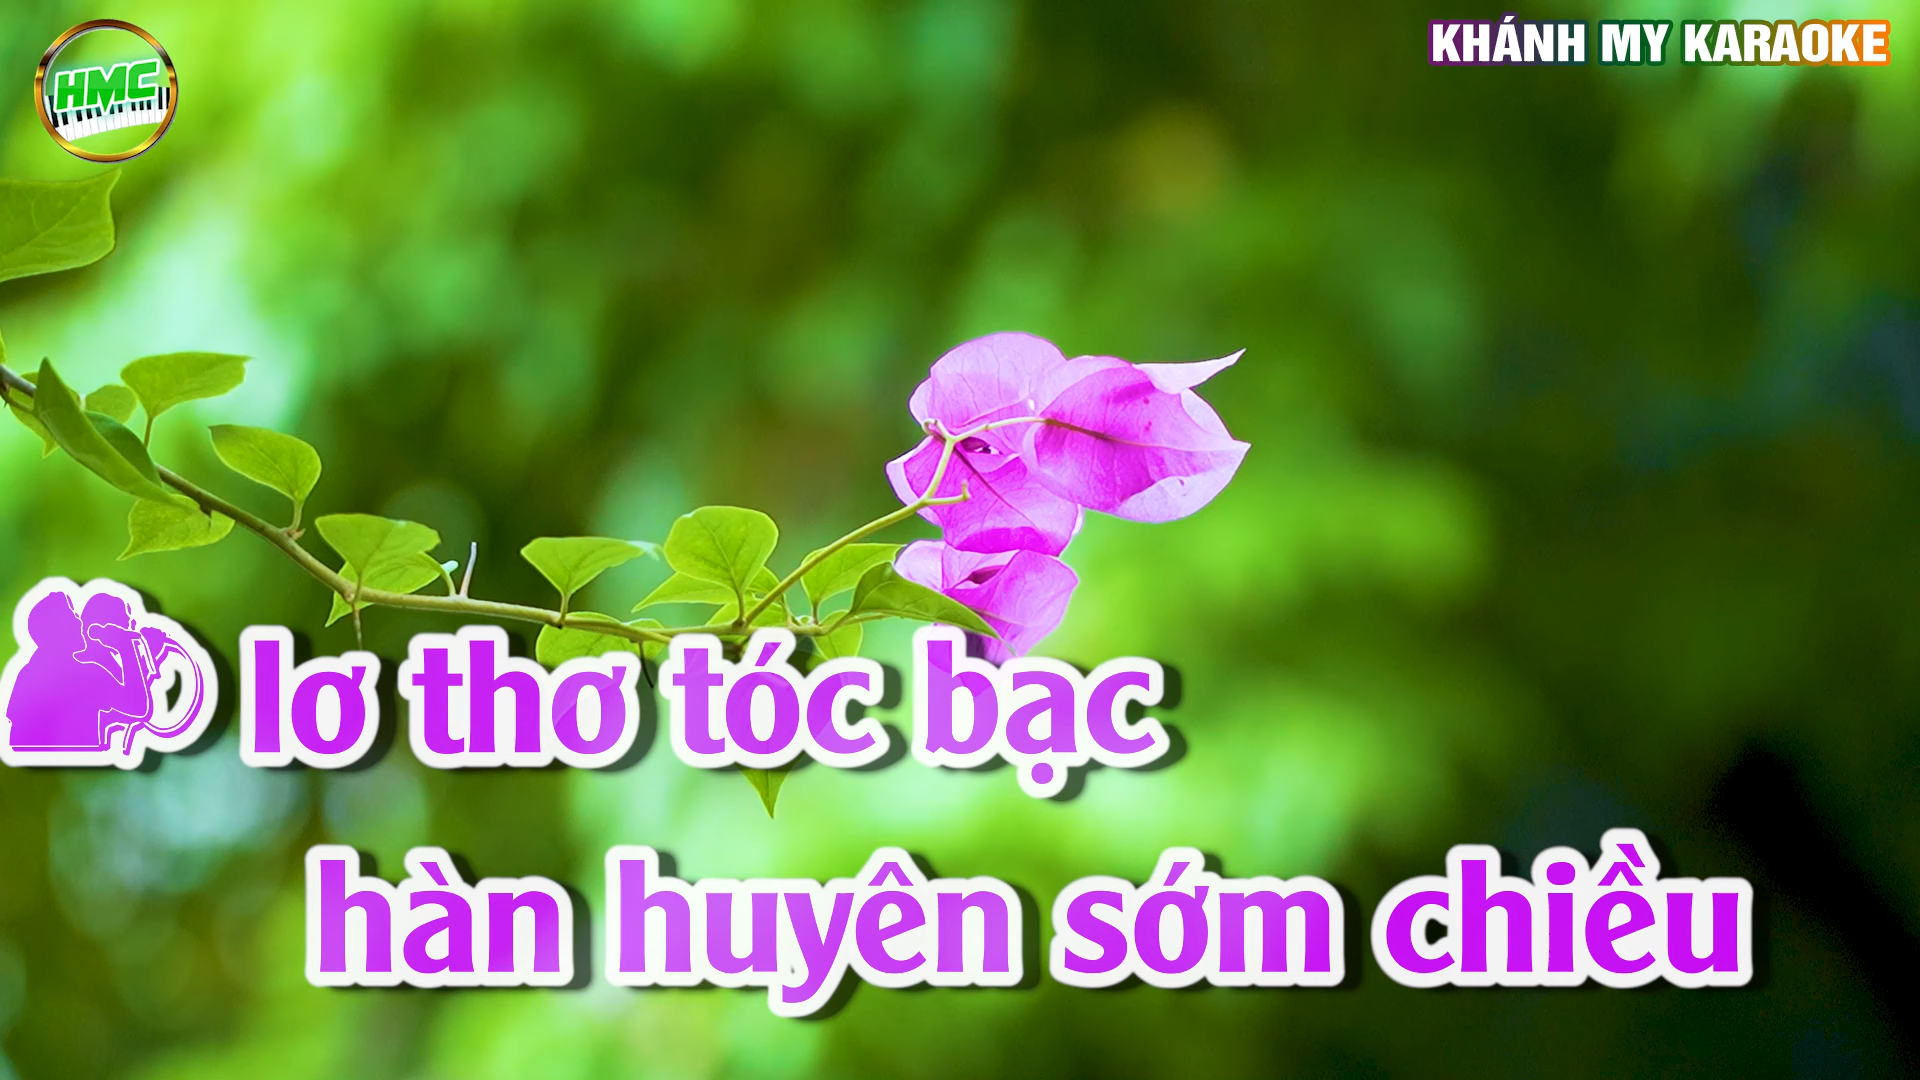 HMC
KHÁNH MY KARAOKE
lơ thơ tóc bạc
hàn huyên sớm chiều